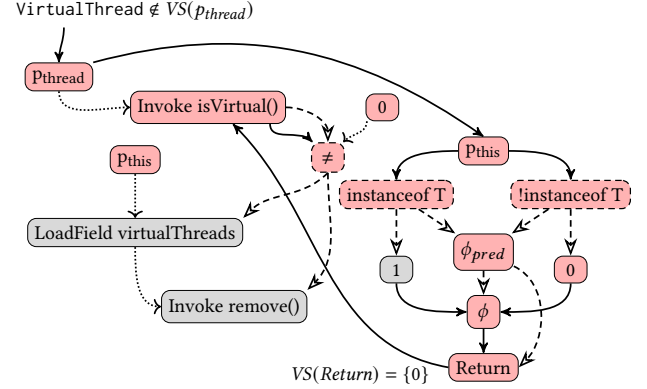 VirtualThread ∉ VS(p_thread)
p_thread
Invoke isVirtual()
0
≠
p_this
p_this
instanceof T
!instanceof T
LoadField virtualThreads
ϕ_pred
1
0
Invoke remove()
ϕ
Return
VS(Return) = {0}